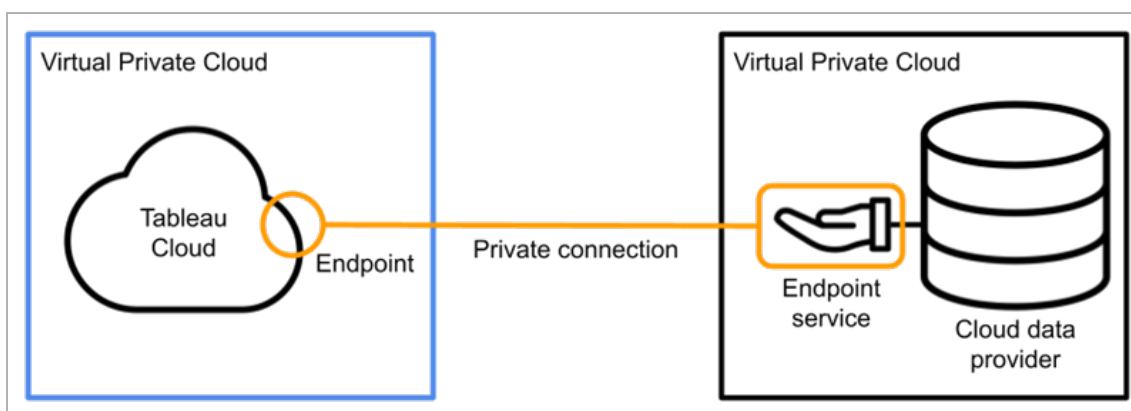 Virtual Private Cloud
Tableau
Cloud
Endpoint
Private connection
Virtual Private Cloud
Endpoint
service
Cloud data
provider